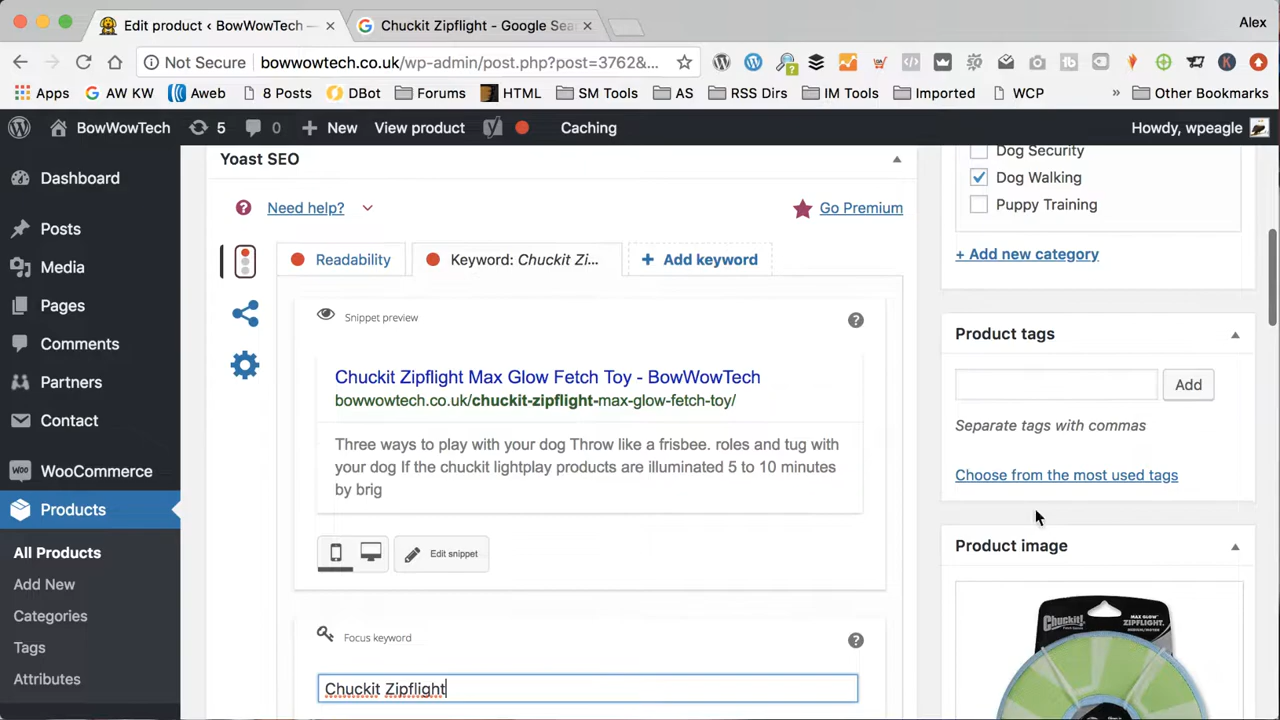 Edit product ‹ BowWowTech —
Chuckit Zipflight - Google Sea
Alex
Not Secure
bowwowtech.co.uk/wp-admin/post.php?post=3762&...
Apps
AW KW
Aweb
8 Posts
DBot
Forums
HTML
SM Tools
AS
RSS Dirs
IM Tools
Imported
WCP
»
Other Bookmarks
BowWowTech
5
0
New
View product
Caching
Howdy, wpeagle
Dashboard
Posts
Media
Pages
Comments
Partners
Contact
WooCommerce
Products
All Products
Add New
Categories
Tags
Attributes
Yoast SEO
Need help?
Go Premium
Readability
Keyword: Chuckit Zi...
+ Add keyword
Snippet preview
Chuckit Zipflight Max Glow Fetch Toy - BowWowTech
bowwowtech.co.uk/chuckit-zipflight-max-glow-fetch-toy/
Three ways to play with your dog Throw like a frisbee. roles and tug with
your dog If the chuckit lightplay products are illuminated 5 to 10 minutes
by brig
Edit snippet
Focus keyword
Chuckit Zipflight
Dog Security
Dog Walking
Puppy Training
+ Add new category
Product tags
Add
Separate tags with commas
Choose from the most used tags
Product image
Chuckit!
MAX GLOW
ZIPFLIGHT